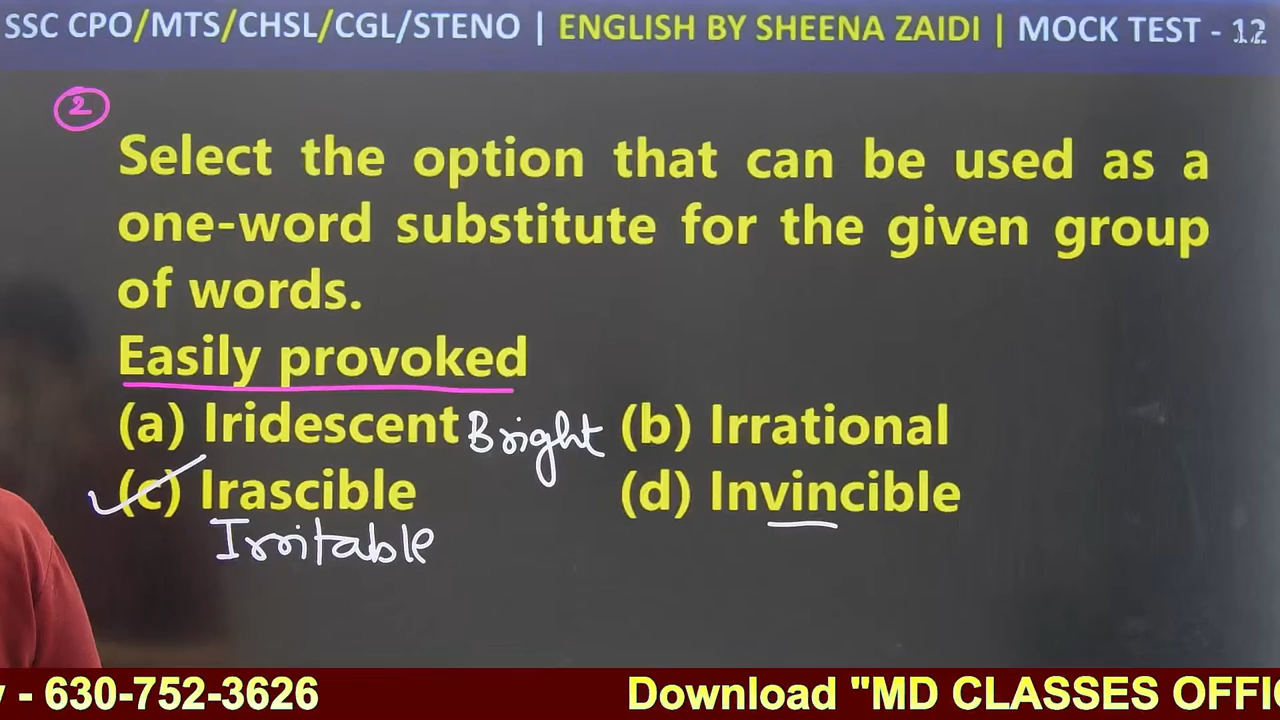 SSC CPO/MTS/CHSL/CGL/STENO | ENGLISH BY SHEENA ZAIDI | MOCK TEST - 12
2
Select the option that can be used as a
one-word substitute for the given group
of words.
Easily provoked
(a) Iridescent Bright (b) Irrational
(c) Irascible (d) Invincible
Irritable
y - 630-752-3626 Download "MD CLASSES OFFI